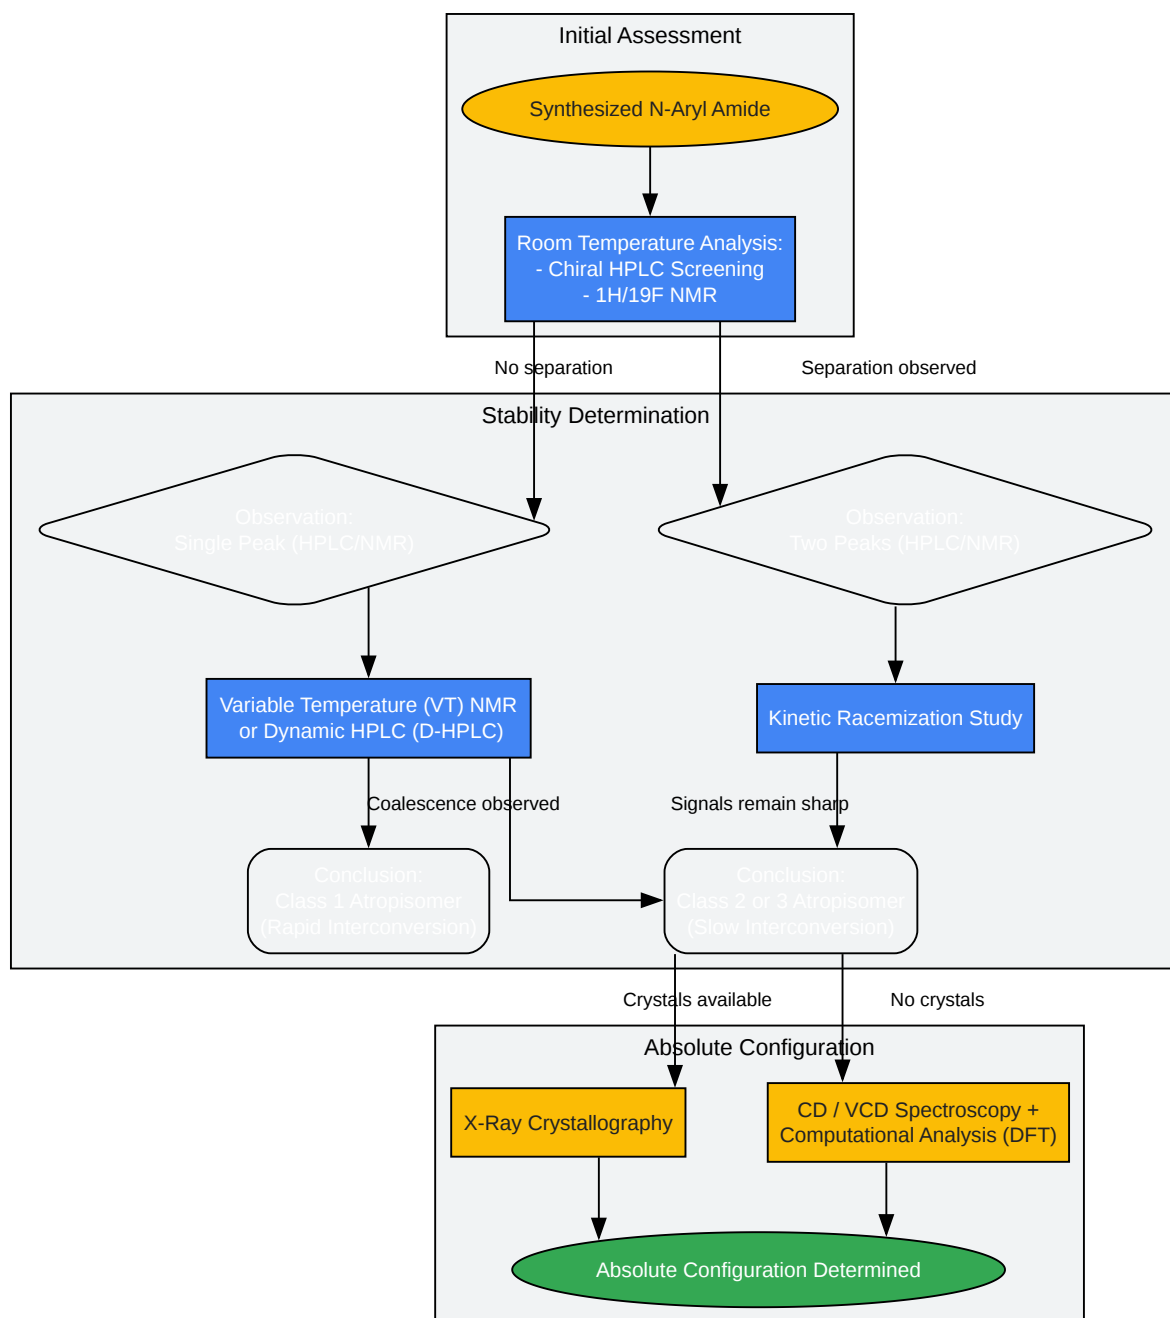 Initial Assessment
Synthesized N-Aryl Amide
Room Temperature Analysis:
- Chiral HPLC Screening
- 1H/19F NMR
No separation
Separation observed
Stability Determination
Observation:
Single Peak (HPLC/NMR)
Observation:
Two Peaks (HPLC/NMR)
Variable Temperature (VT) NMR
or Dynamic HPLC (D-HPLC)
Kinetic Racemization Study
Coalescence observed
Signals remain sharp
Conclusion:
Class 1 Atropisomer
(Rapid Interconversion)
Conclusion:
Class 2 or 3 Atropisomer
(Slow Interconversion)
Crystals available
No crystals
Absolute Configuration
X-Ray Crystallography
CD / VCD Spectroscopy +
Computational Analysis (DFT)
Absolute Configuration Determined